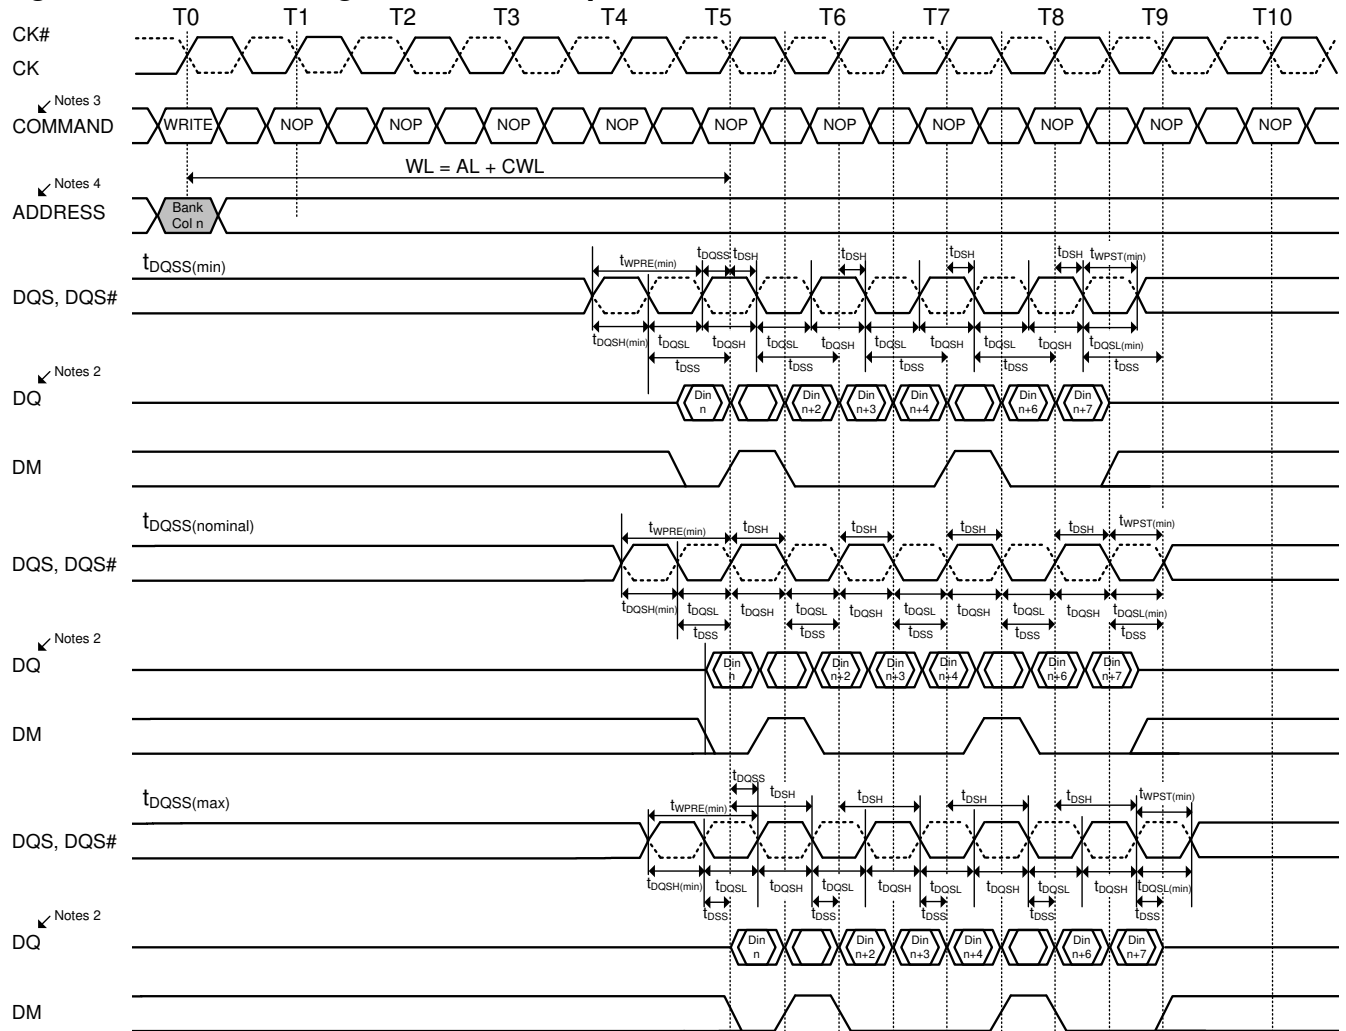 T0 T1 T2 T3 T4 T5 T6 T7 T8 T9 T10
CK#
CK
Notes 3
COMMAND WRITE NOP NOP NOP NOP NOP NOP NOP NOP NOP NOP
WL = AL + CWL
Notes 4
ADDRESS Bank
Col n
tDQSS tDSH tDSH tDSH tDSH
tDQSS(min) tWPRE(min) tWPST(min)
DQS, DQS#
tDQSH(min) tDQSL tDQSH tDQSL tDQSH tDQSL tDQSH tDQSL tDQSH tDQSL(min)
tDSS tDSS tDSS tDSS tDSS
Notes 2
DQ Din Din Din Din Din Din
n n+2 n+3 n+4 n+6 n+7
DM
tDQSS(nominal) tWPRE(min) tDSH tDSH tDSH tDSH tWPST(min)
DQS, DQS#
tDQSH(min) tDQSL tDQSH tDQSL tDQSH tDQSL tDQSH tDQSL tDQSH tDQSL(min)
tDSS tDSS tDSS tDSS tDSS
Notes 2
DQ Din Din Din Din Din Din
n n+2 n+3 n+4 n+6 n+7
DM
tDQSS
tDSH tDSH tDSH tDSH tWPST(min)
tDQSS(max) tWPRE(min)
DQS, DQS#
tDQSH(min) tDQSL tDQSH tDQSL tDQSH tDQSL tDQSH tDQSL tDQSH tDQSL(min)
tDSS tDSS tDSS tDSS tDSS
Notes 2
DQ Din Din Din Din Din Din
n n+2 n+3 n+4 n+6 n+7
DM